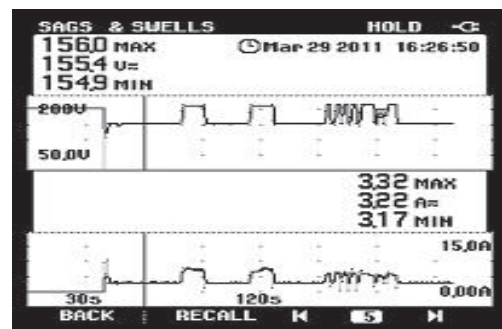 SAGS & SWELLS HOLD
156,0 MAX Mar 29 2011 16:26:50
155,4 V≂
154,9 MIN
200V
50,0V
3,32 MAX
3,22 A≂
3,17 MIN
15,0A
0,00A
30s 120s
BACK RECALL 5